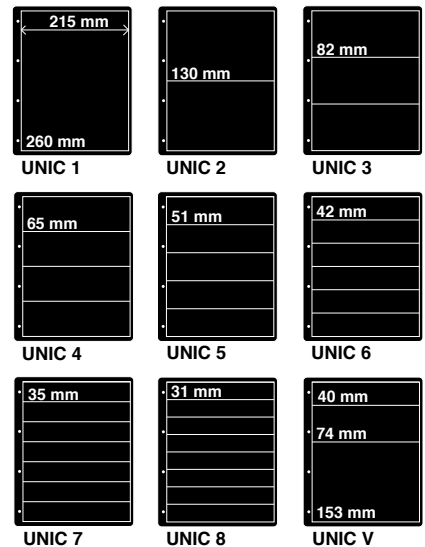 215 mm
260 mm
UNIC 1
130 mm
UNIC 2
82 mm
UNIC 3
65 mm
UNIC 4
51 mm
UNIC 5
42 mm
UNIC 6
35 mm
UNIC 7
31 mm
UNIC 8
40 mm
74 mm
153 mm
UNIC V